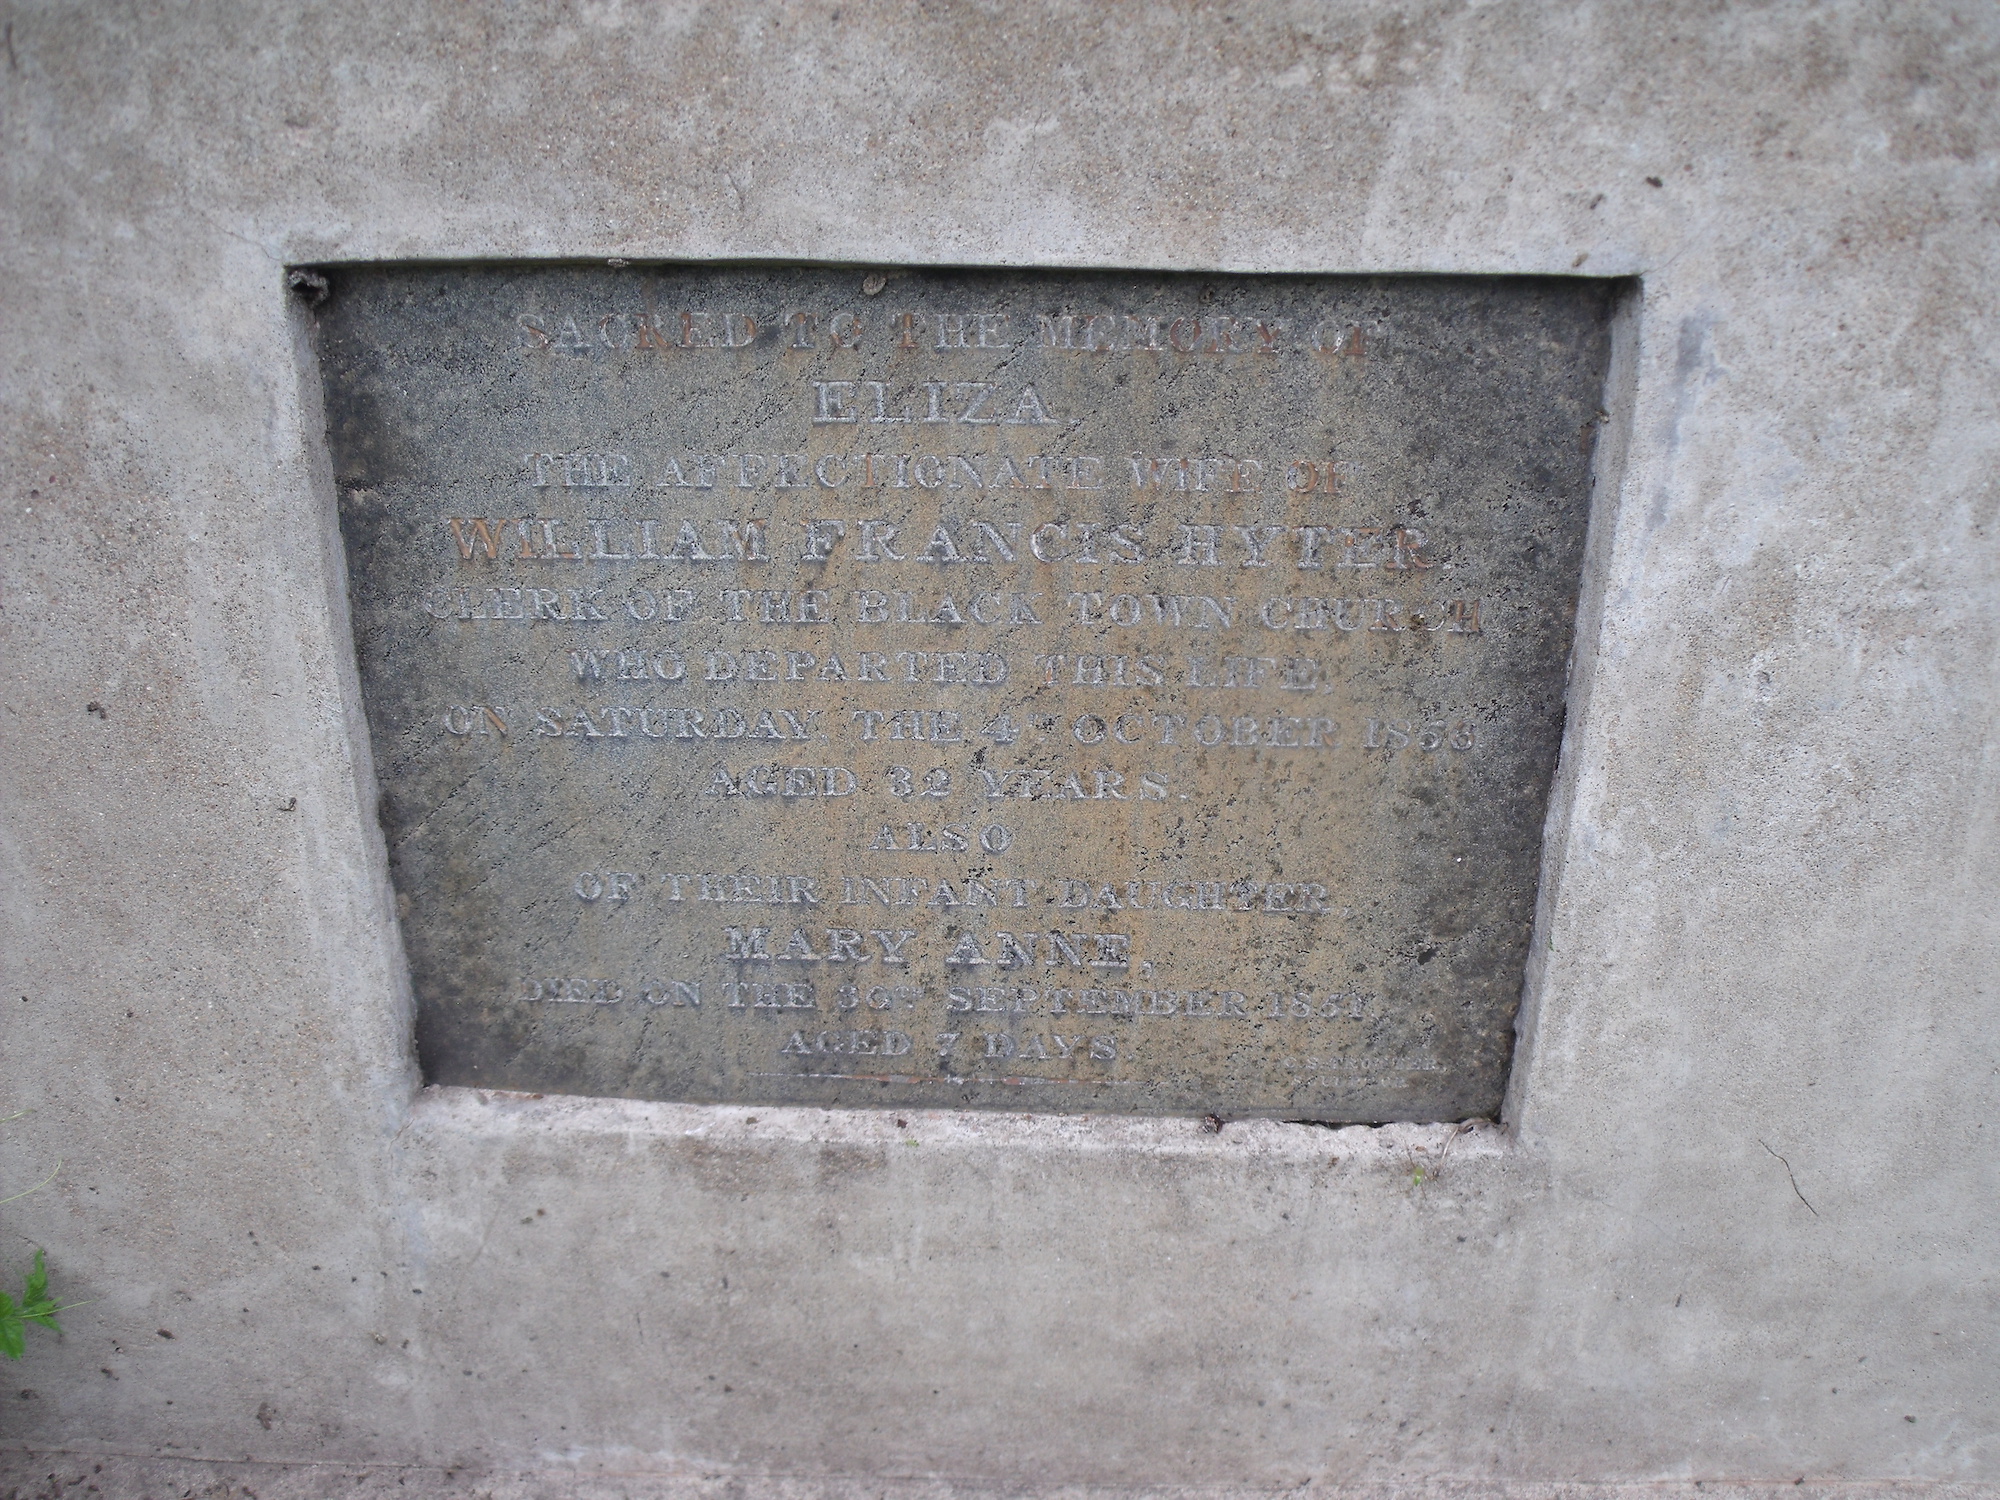 SACRED TO THE MEMORY OF
ELIZA
THE AFFECTIONATE WIFE OF
WILLIAM FRANCIS HYTER.
CLERK OF THE BLACK TOWN CHURCH
WHO DEPARTED THIS LIFE,
ON SATURDAY, THE 4TH OCTOBER 1856
AGED 32 YEARS.
ALSO
OF THEIR INFANT DAUGHTER,
MARY ANNE,
DIED ON THE 30TH SEPTEMBER 1851.
AGED 7 DAYS.